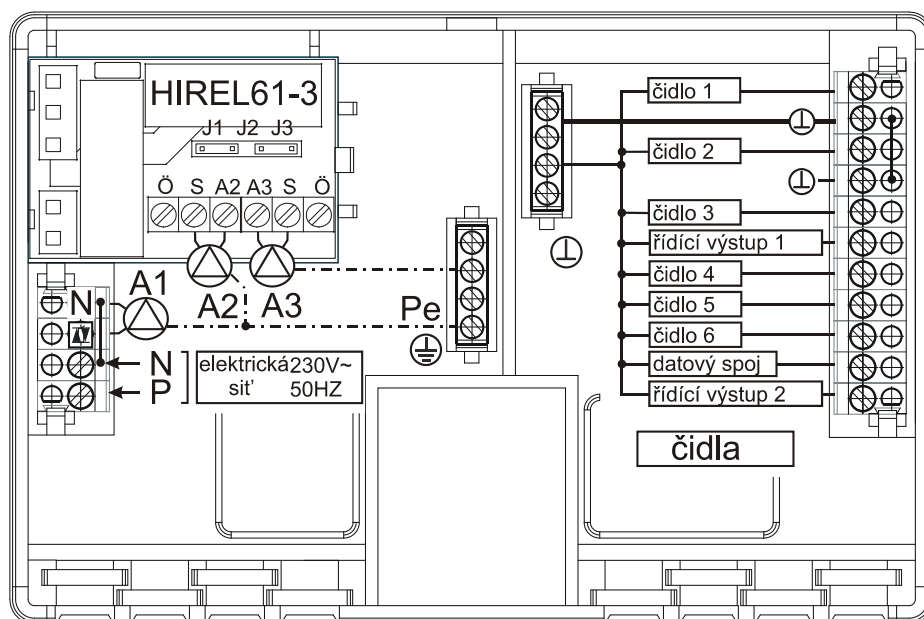 HIREL61-3
J1 J2 J3
Ö S A2 A3 S Ö
A1
A2 A3
N
Pe
N
P
elektrická 230V~
síť 50HZ
čidlo 1
čidlo 2
čidlo 3
řídící výstup 1
čidlo 4
čidlo 5
čidlo 6
datový spoj
řídící výstup 2
čidla